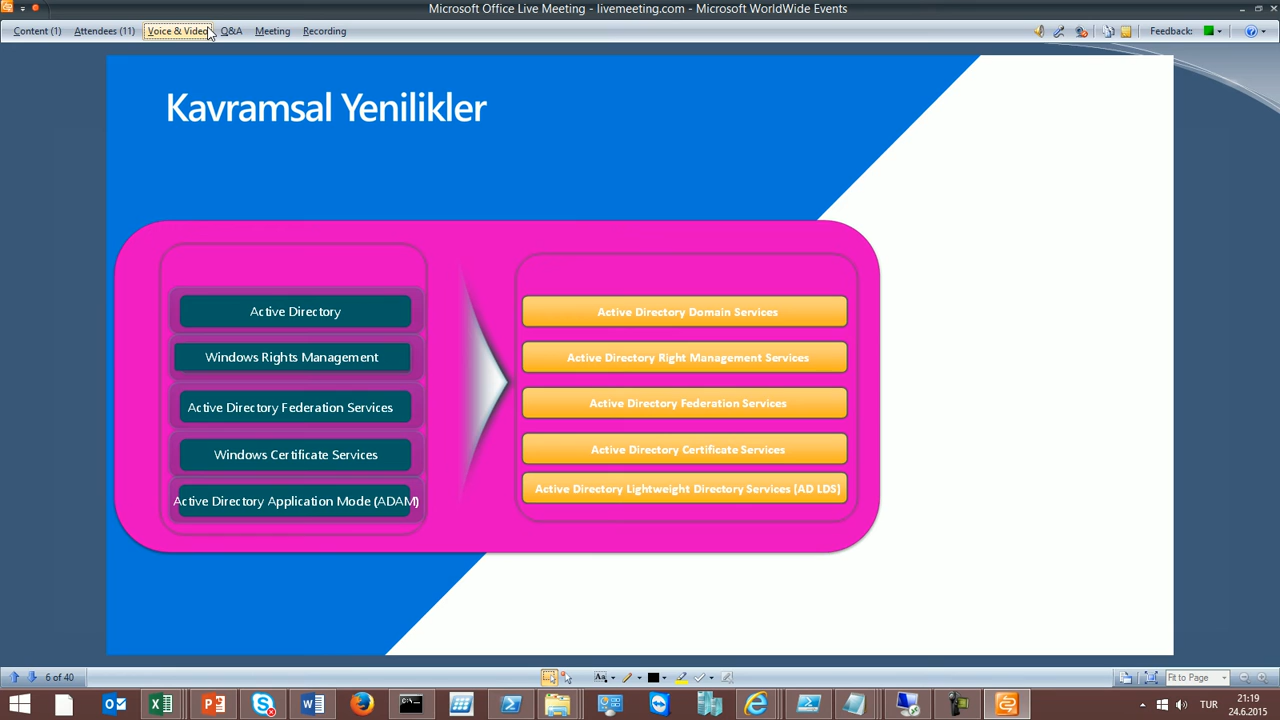 Microsoft Office Live Meeting - livemeeting.com - Microsoft WorldWide Events
Content (1) Attendees (11) Voice & Video Q&A Meeting Recording Feedback:
Kavramsal Yenilikler
Active Directory
Windows Rights Management
Active Directory Federation Services
Windows Certificate Services
Active Directory Application Mode (ADAM)
Active Directory Domain Services
Active Directory Right Management Services
Active Directory Federation Services
Active Directory Certificate Services
Active Directory Lightweight Directory Services (AD LDS)
6 of 40 Aa Fit to Page
TUR
21:19
24.6.2015